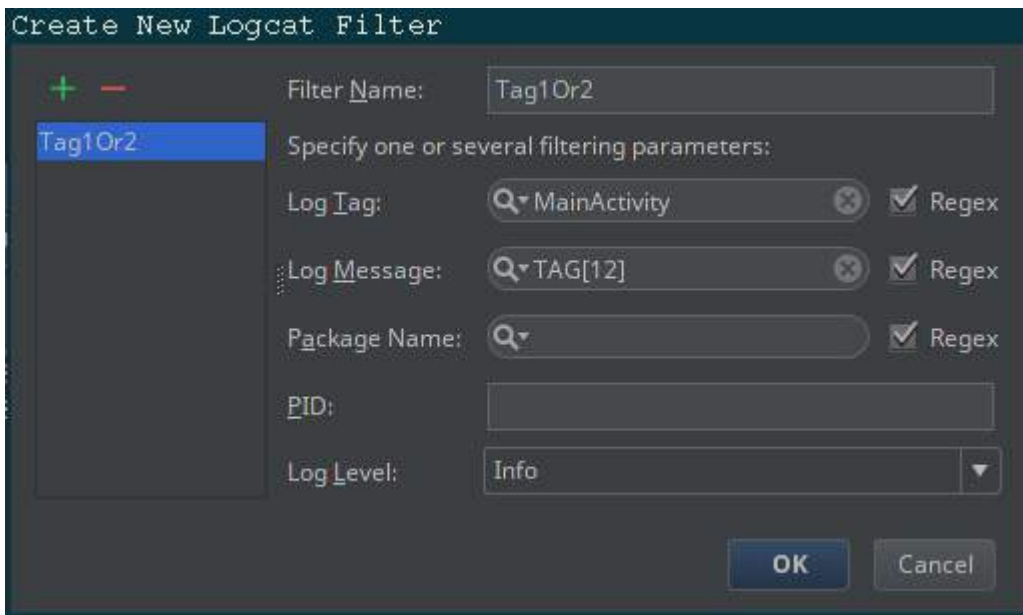 Create New Logcat Filter
Filter Name: Tag1Or2
Tag1Or2
Specify one or several filtering parameters:
Log Tag: MainActivity Regex
Log Message: TAG[12] Regex
Package Name: Regex
PID:
Log Level: Info
OK Cancel